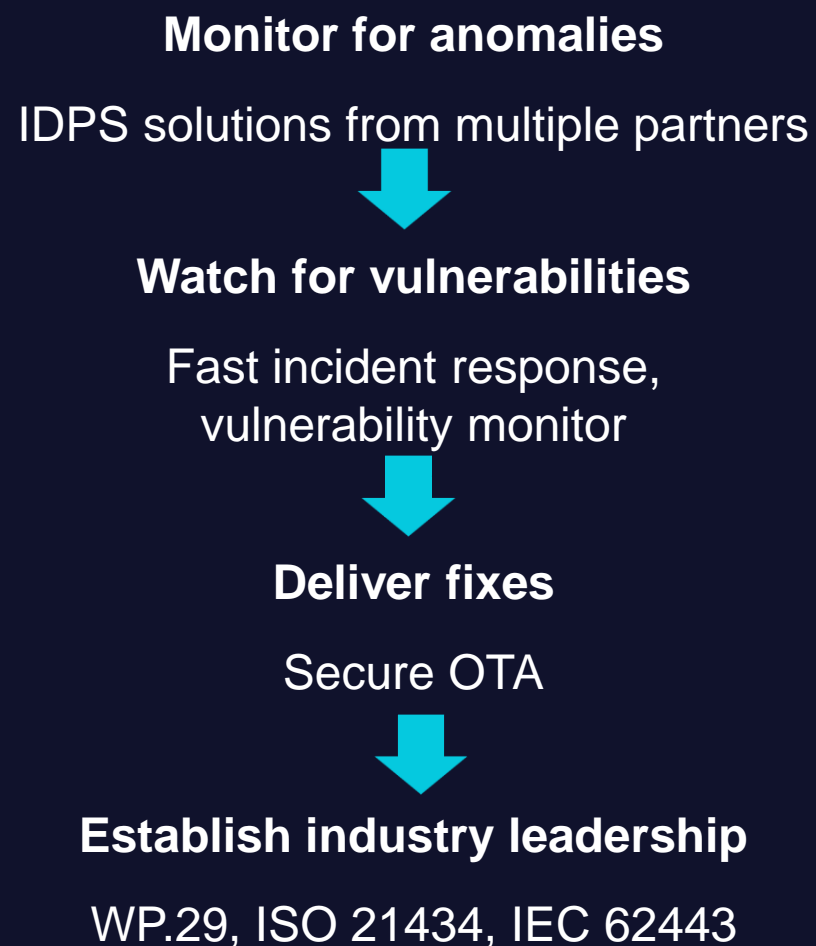 Monitor for anomalies
IDPS solutions from multiple partners
Watch for vulnerabilities
Fast incident response,
vulnerability monitor
Deliver fixes
Secure OTA
Establish industry leadership
WP.29, ISO 21434, IEC 62443